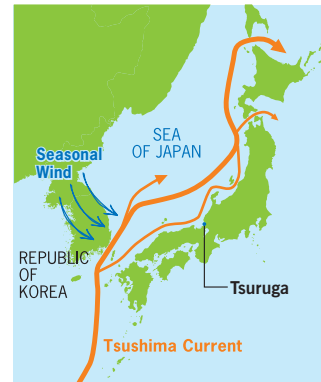 SEA
OF JAPAN
Seasonal
Wind
REPUBLIC
OF
KOREA
Tsuruga
Tsushima Current